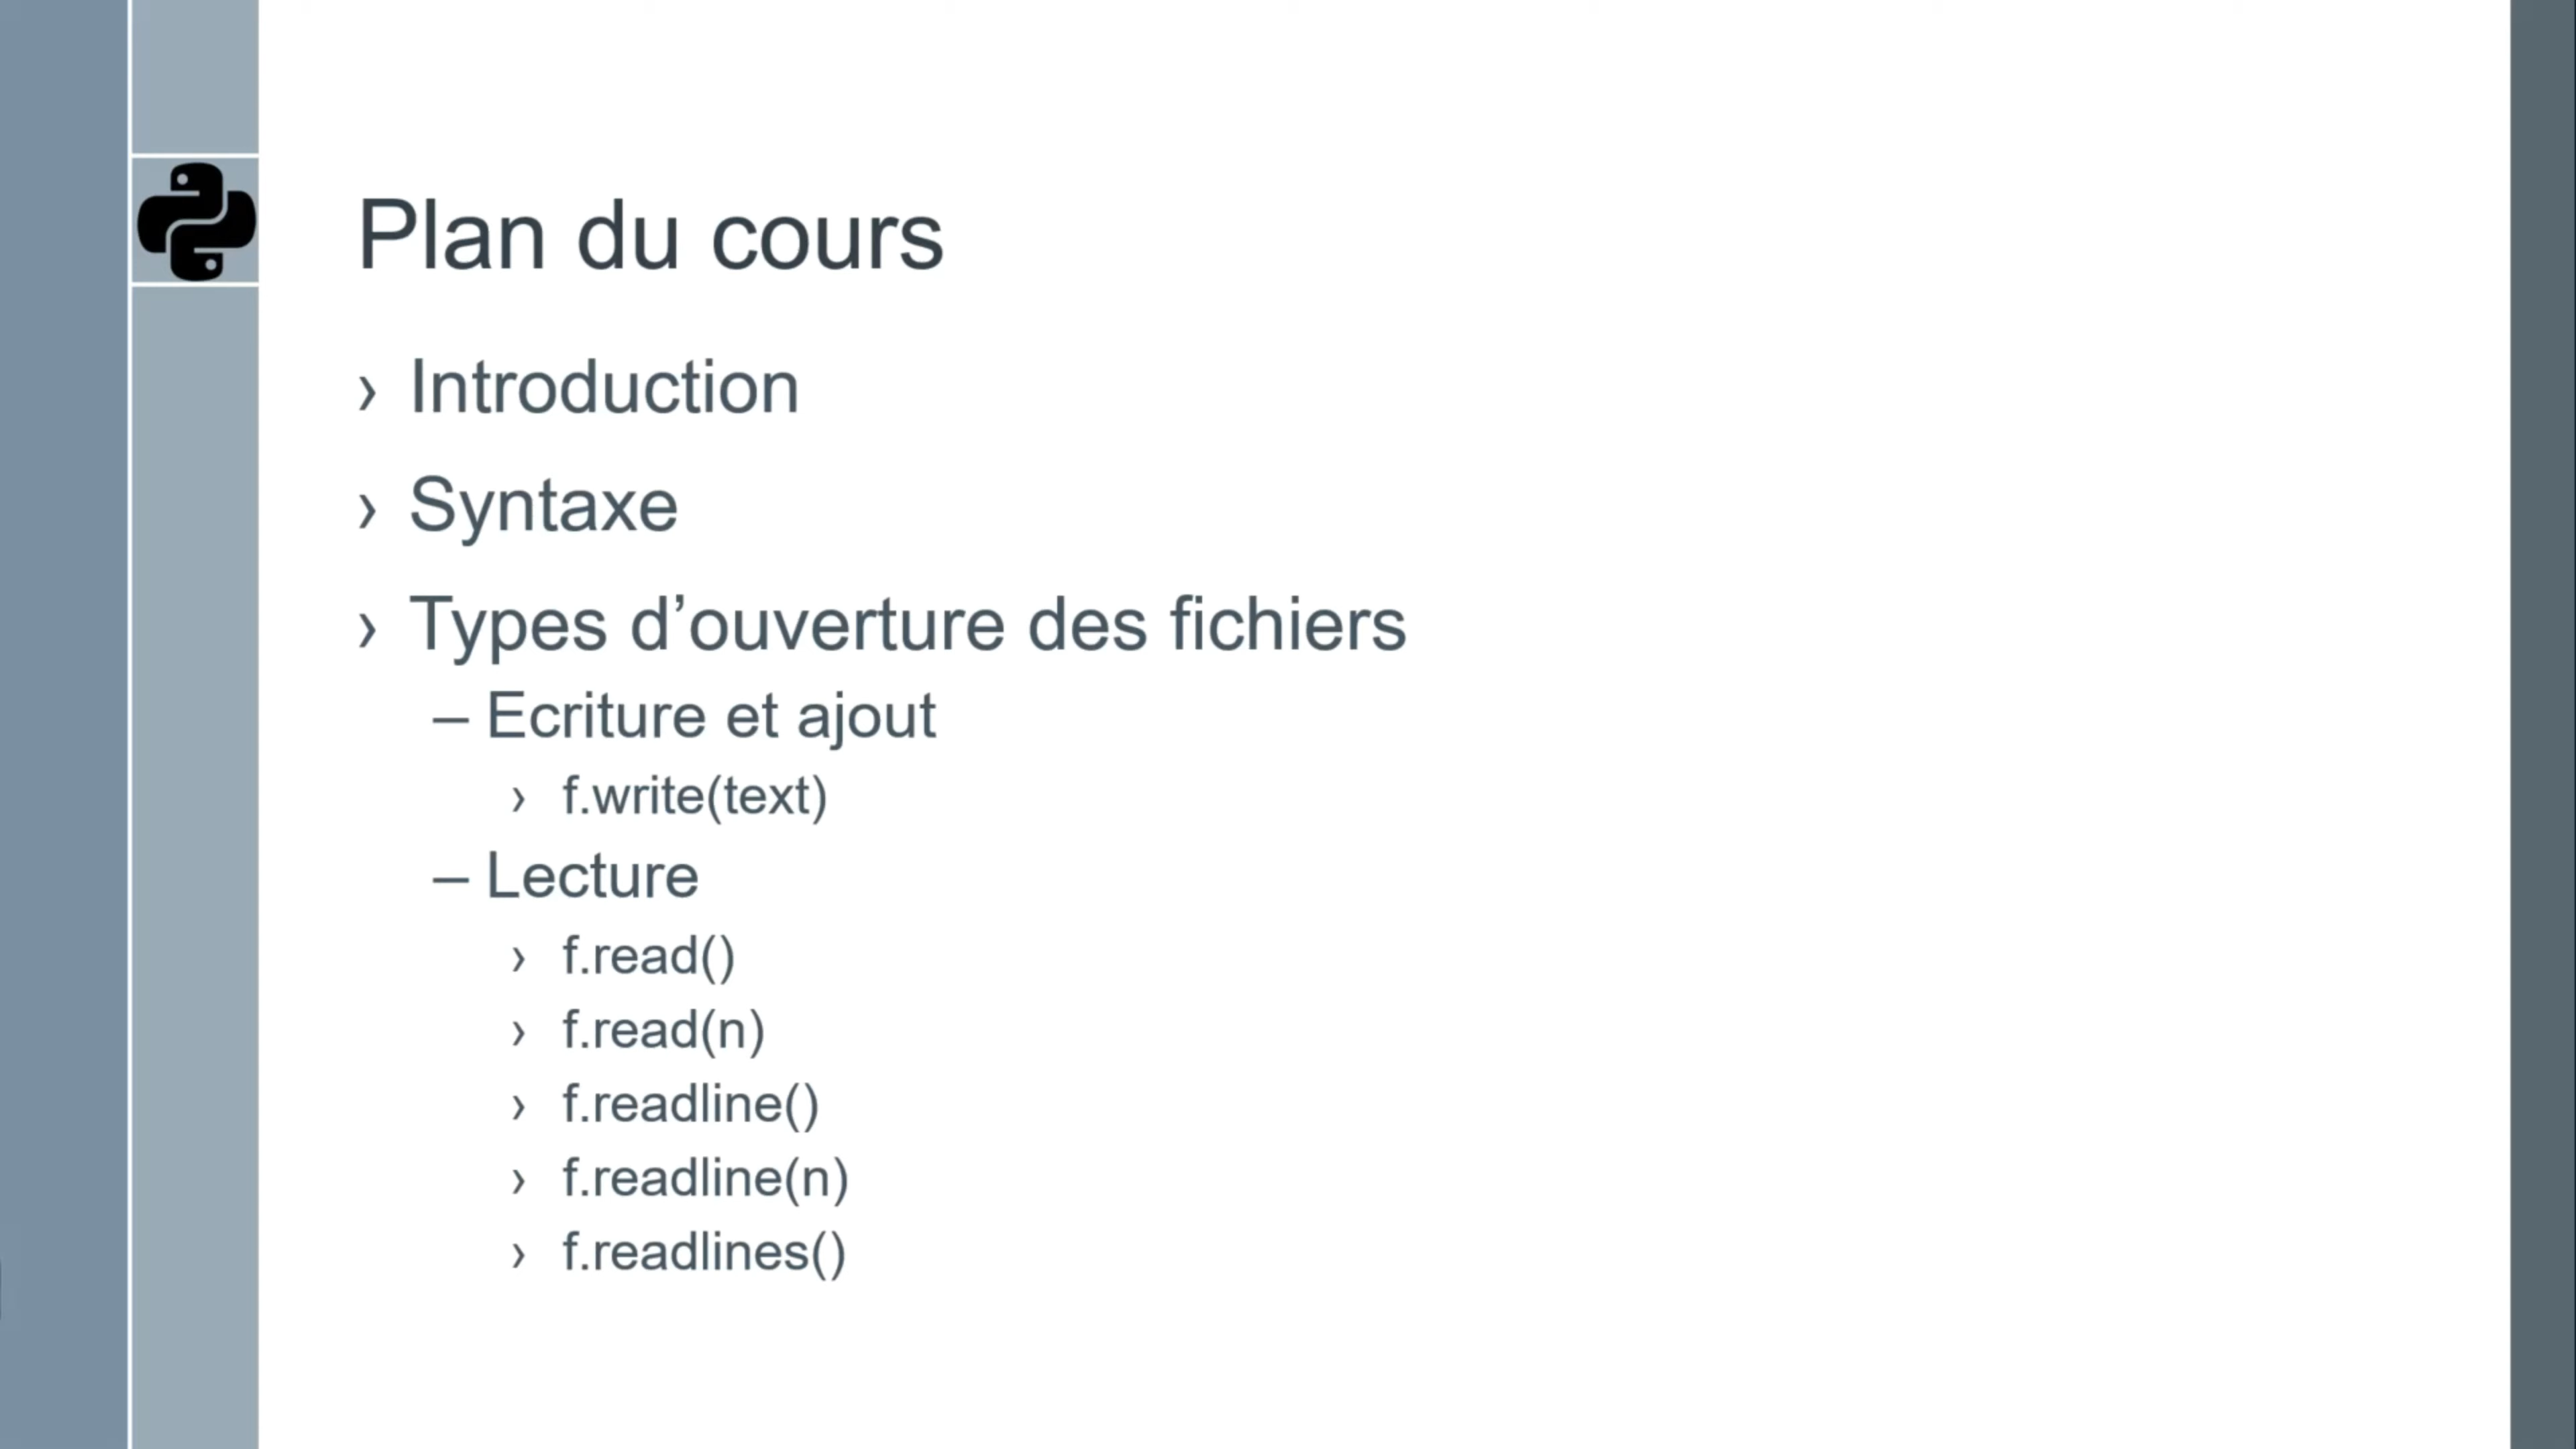 Plan du cours
› Introduction
› Syntaxe
› Types d’ouverture des fichiers
– Ecriture et ajout
› f.write(text)
– Lecture
› f.read()
› f.read(n)
› f.readline()
› f.readline(n)
› f.readlines()